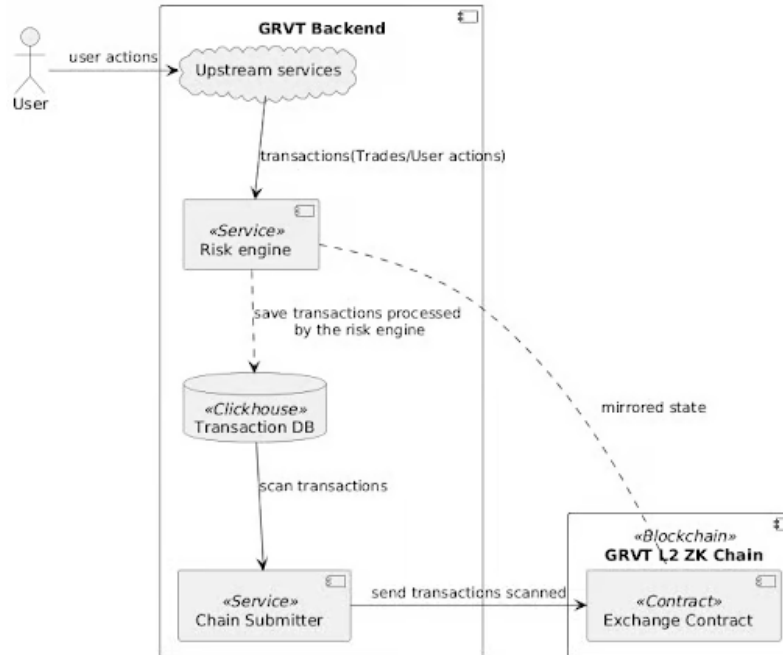 GRVT Backend
user actions
Upstream services
User
transactions(Trades/User actions)
«Service»
Risk engine
save transactions processed
by the risk engine
mirrored state
«Clickhouse»
Transaction DB
scan transactions
«Blockchain»
GRVT L2 ZK Chain
«Service»
Chain Submitter
send transactions scanned
«Contract»
Exchange Contract